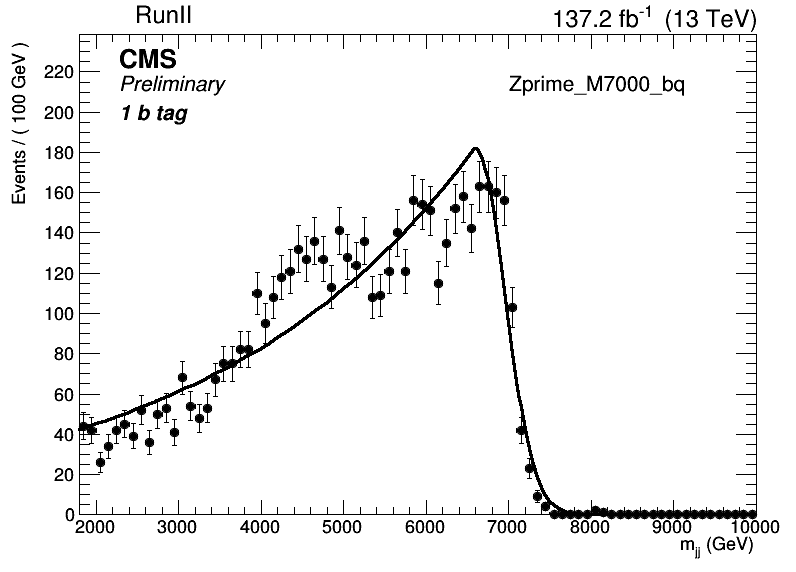 RunII
137.2 fb⁻¹ (13 TeV)
CMS
Preliminary
1 b tag
Zprime_M7000_bq
Events / ( 100 GeV )
220
200
180
160
140
120
100
80
60
40
20
0
2000 3000 4000 5000 6000 7000 8000 9000 10000
m_jj (GeV)